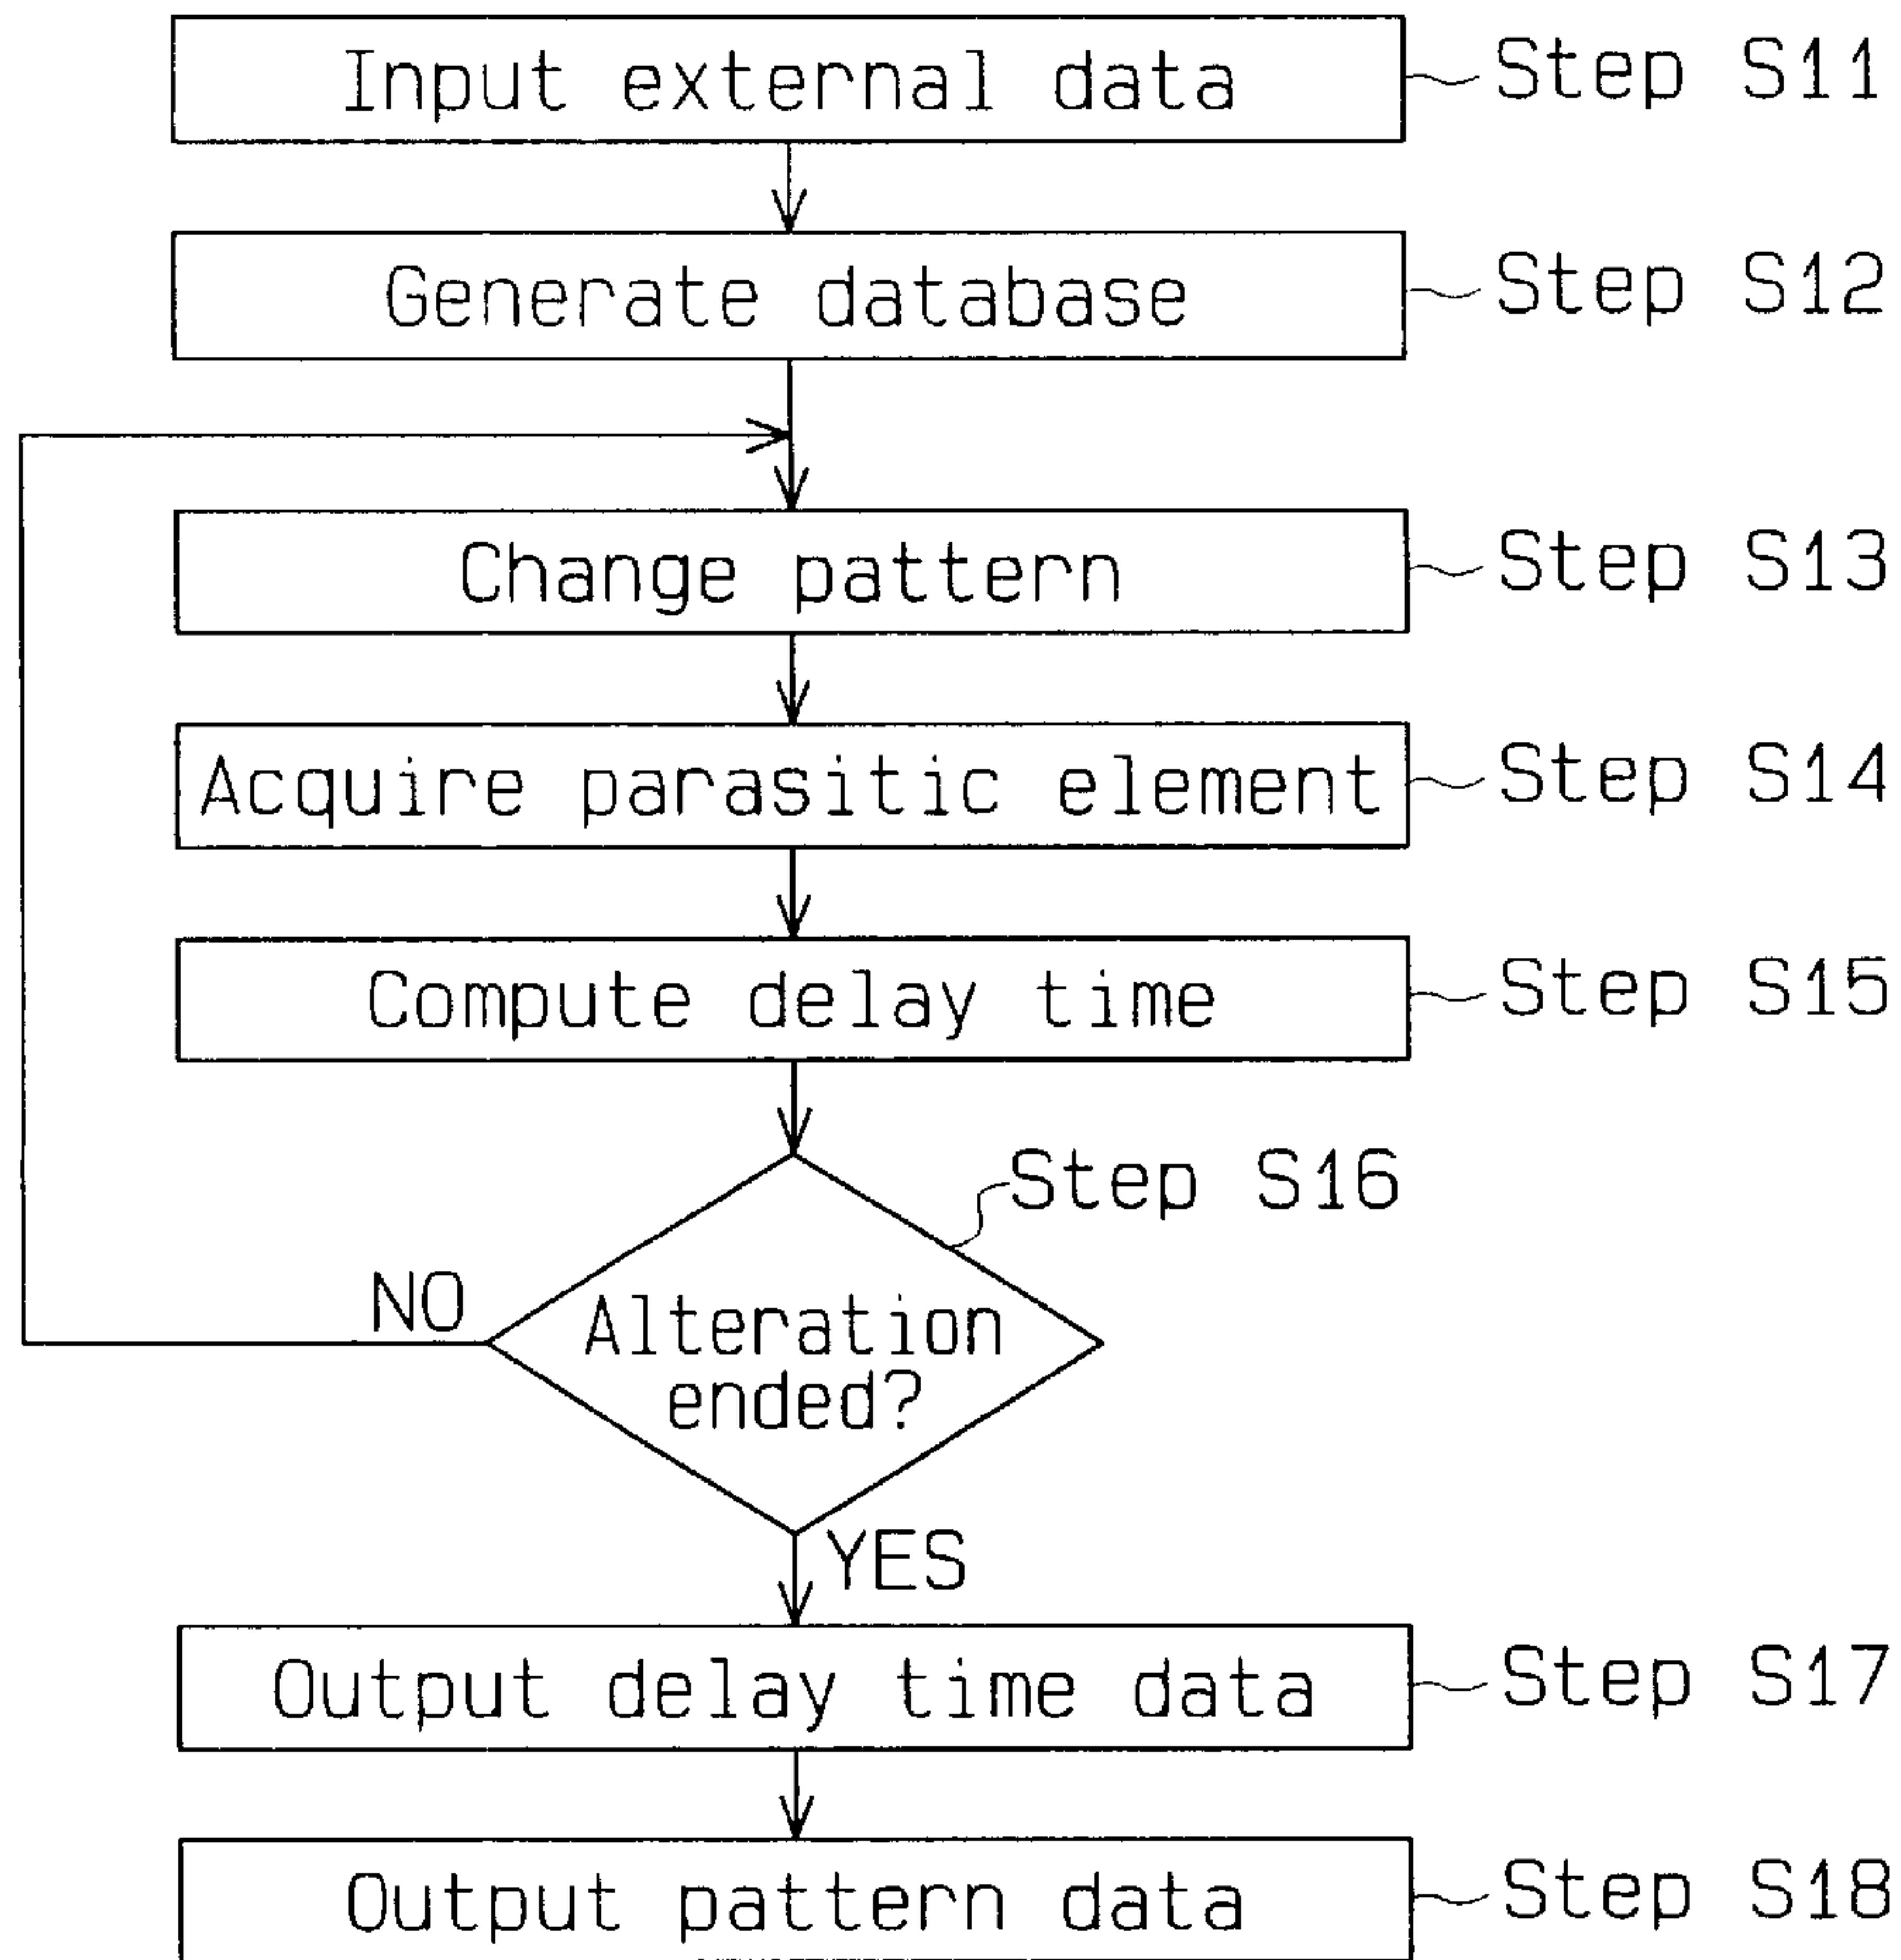 Input external data Step S11
Generate database Step S12
Change pattern Step S13
Acquire parasitic element Step S14
Compute delay time Step S15
Step S16
NO
Alteration
ended?
YES
Output delay time data Step S17
Output pattern data Step S18